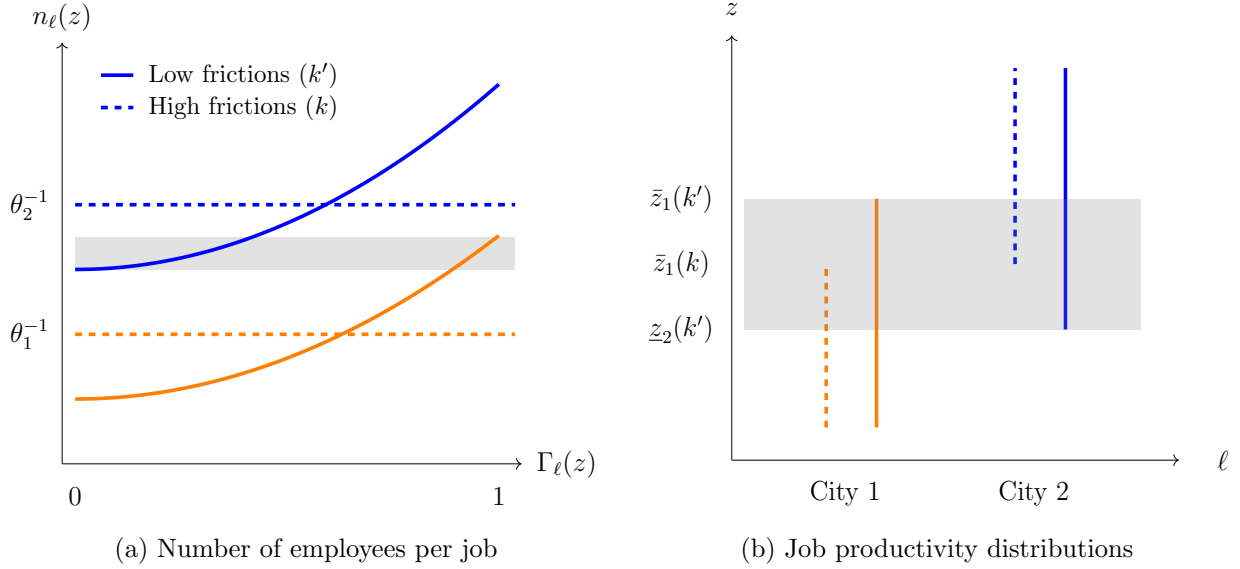 n_ℓ(z)
Low frictions (k′)
High frictions (k)
θ_2^{-1}
θ_1^{-1}
0
1
Γ_ℓ(z)
(a) Number of employees per job
z
z̄_1(k′)
z̄_1(k)
z̲_2(k′)
City 1
City 2
ℓ
(b) Job productivity distributions